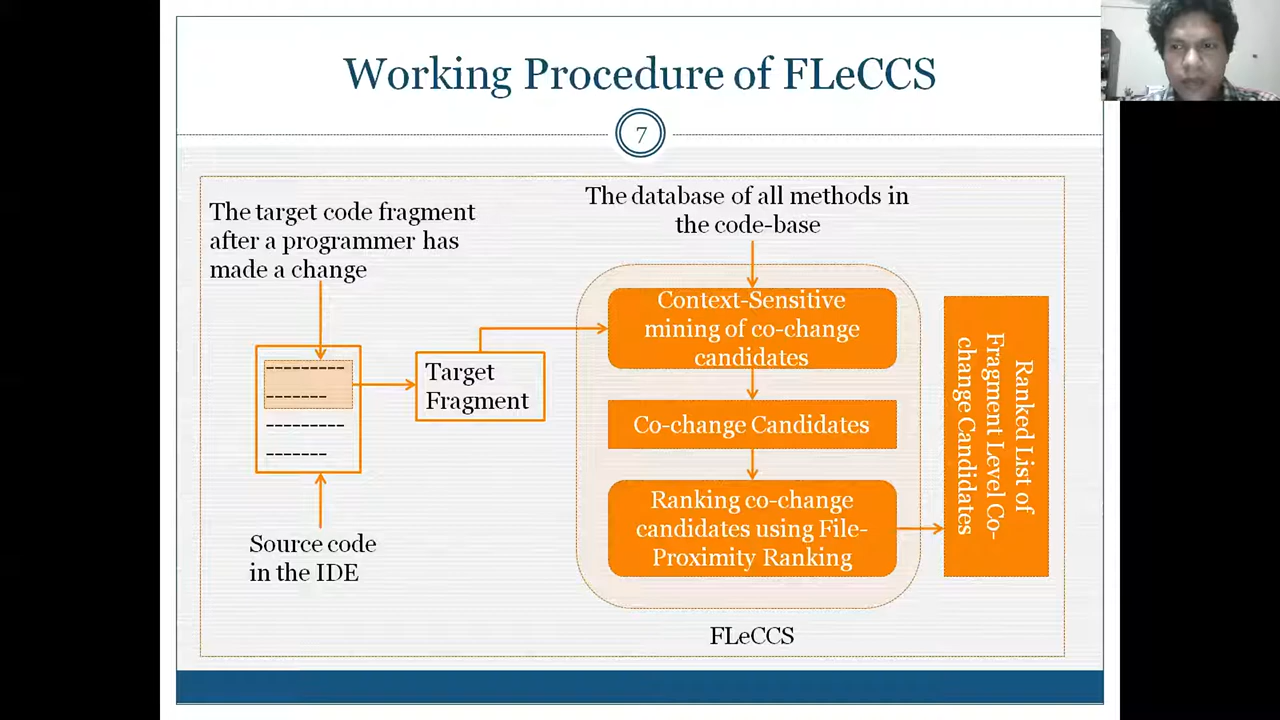 Working Procedure of FLeCCS
7
The target code fragment
after a programmer has
made a change
The database of all methods in
the code-base
Context-Sensitive
mining of co-change
candidates
Target
Fragment
Co-change Candidates
Ranking co-change
candidates using File-
Proximity Ranking
Ranked List of
Fragment Level Co-
change Candidates
Source code
in the IDE
FLeCCS